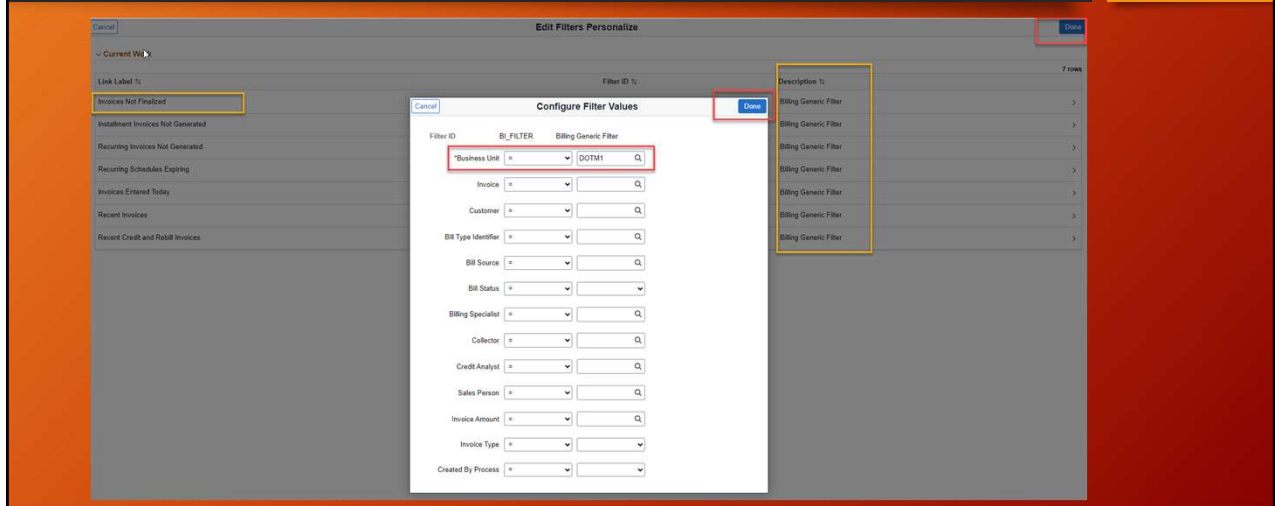 Cancel Edit Filters Personalize Done
Current Work
7 rows
Link Label Filter ID Description
Invoices Not Finalized Billing Generic Filter
Installment Invoices Not Generated Billing Generic Filter
Recurring Invoices Not Generated Billing Generic Filter
Recurring Schedules Expiring Billing Generic Filter
Invoices Entered Today Billing Generic Filter
Recent Invoices Billing Generic Filter
Recent Credit and Rebill Invoices Billing Generic Filter
Cancel Configure Filter Values Done
Filter ID BI_FILTER Billing Generic Filter
*Business Unit = DOTM1
Invoice =
Customer =
Bill Type Identifier =
Bill Source =
Bill Status =
Billing Specialist =
Collector =
Credit Analyst =
Sales Person =
Invoice Amount =
Invoice Type =
Created By Process =